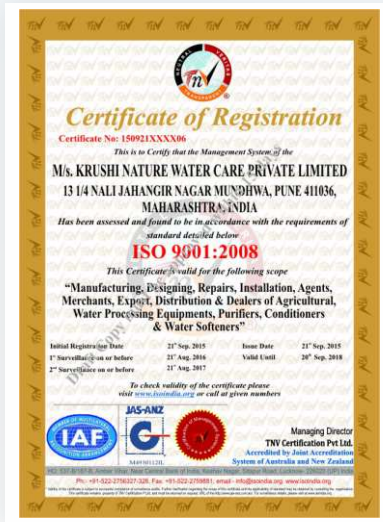 TNV
Certificate of Registration
Certificate No: 150921XXXX06
This is to Certify that the Management System of the
M/s. KRUSHI NATURE WATER CARE PRIVATE LIMITED
13 1/4 NALI JAHANGIR NAGAR MUNDHWA, PUNE 411036,
MAHARASHTRA, INDIA
Has been assessed and found to be in accordance with the requirements of
standard detailed below
ISO 9001:2008
This Certificate is valid for the following scope
"Manufacturing, Designing, Repairs, Installation, Agents,
Merchants, Export, Distribution & Dealers of Agricultural,
Water Processing Equipments, Purifiers, Conditioners
& Water Softeners"
Initial Registration Date 21st Sep. 2015 Issue Date 21st Sep. 2015
1st Surveillance on or before 21st Aug. 2016 Valid Until 20th Sep. 2018
2nd Surveillance on or before 21st Aug. 2017
To check validity of the certificate please
visit www.isoindia.org or call at given numbers
JAS-ANZ
IAF
Managing Director
TNV Certification Pvt Ltd.
Accredited by Joint Accreditation
System of Australia and New Zealand